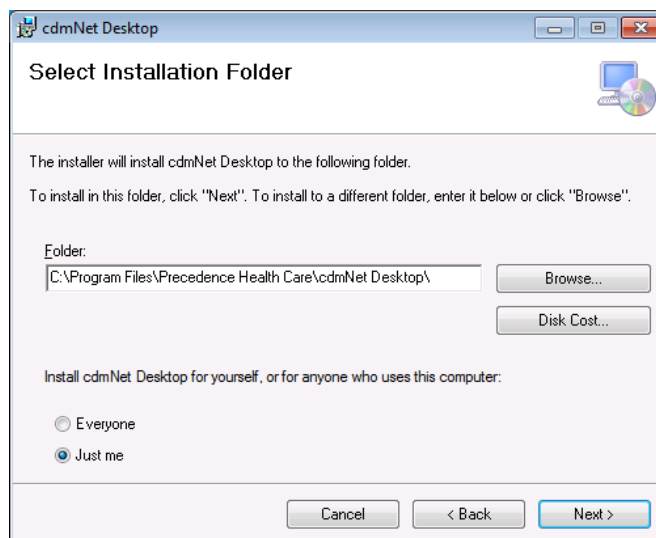 cdmNet Desktop
Select Installation Folder
The installer will install cdmNet Desktop to the following folder.
To install in this folder, click "Next". To install to a different folder, enter it below or click "Browse".
Folder:
C:\Program Files\Precedence Health Care\cdmNet Desktop\
Browse...
Disk Cost...
Install cdmNet Desktop for yourself, or for anyone who uses this computer:
Everyone
Just me
Cancel
< Back
Next >